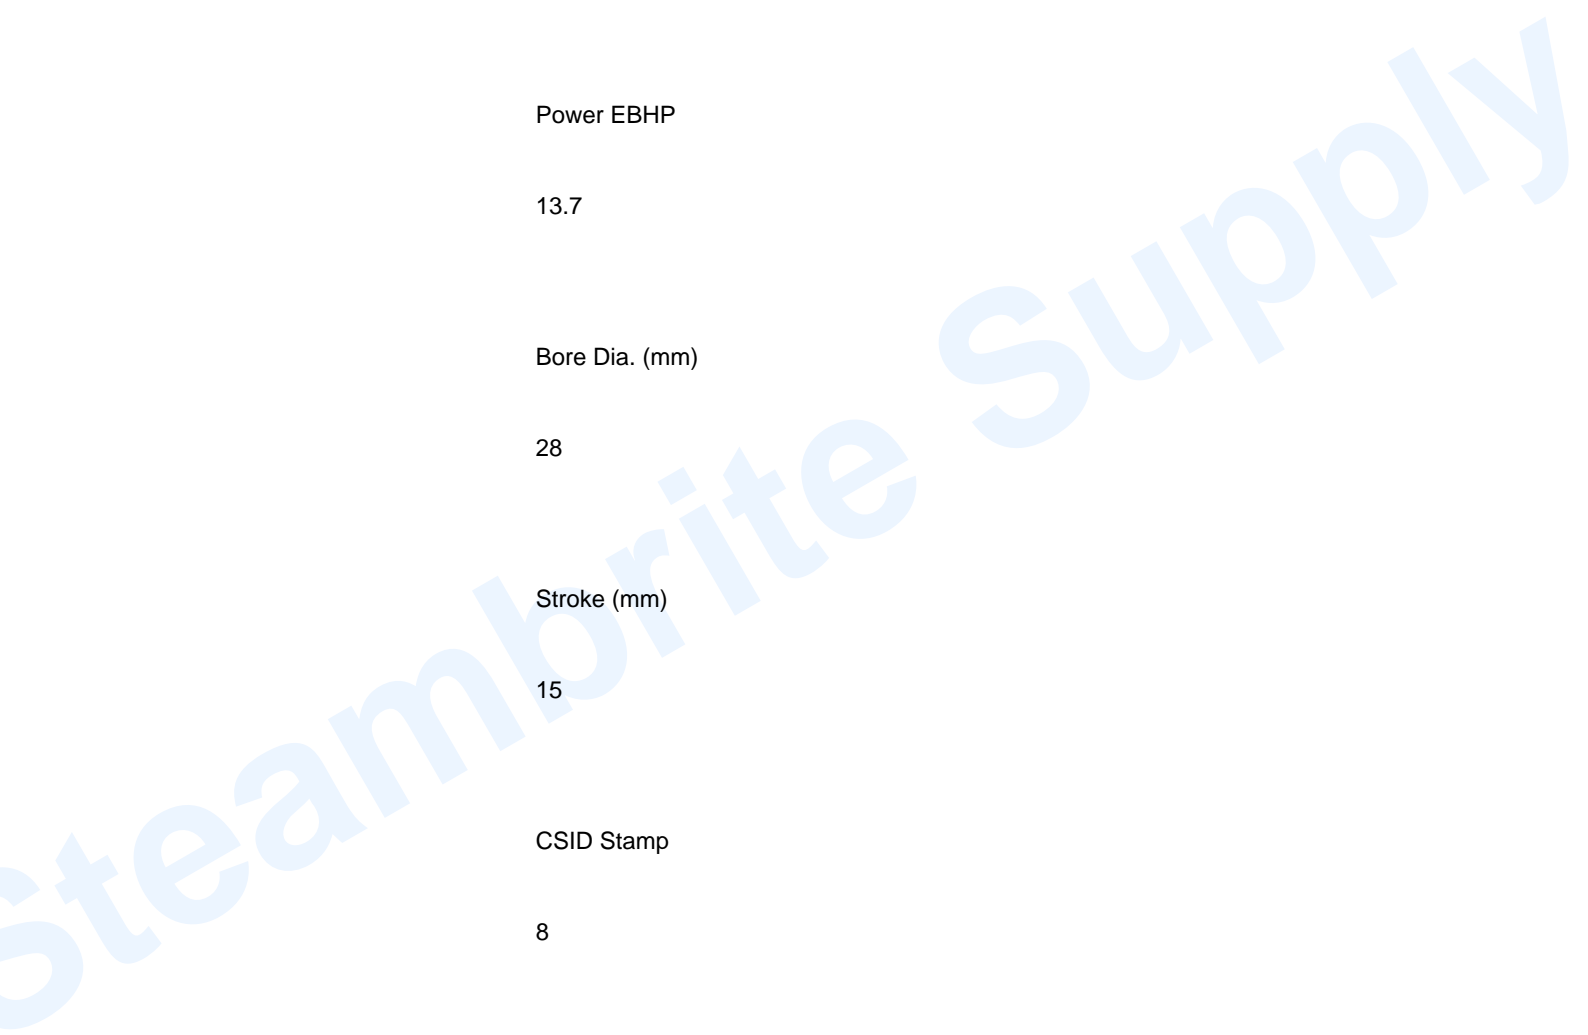 Power EBHP
13.7
Bore Dia. (mm)
28
Stroke (mm)
15
CSID Stamp
8
Steambrite Supply